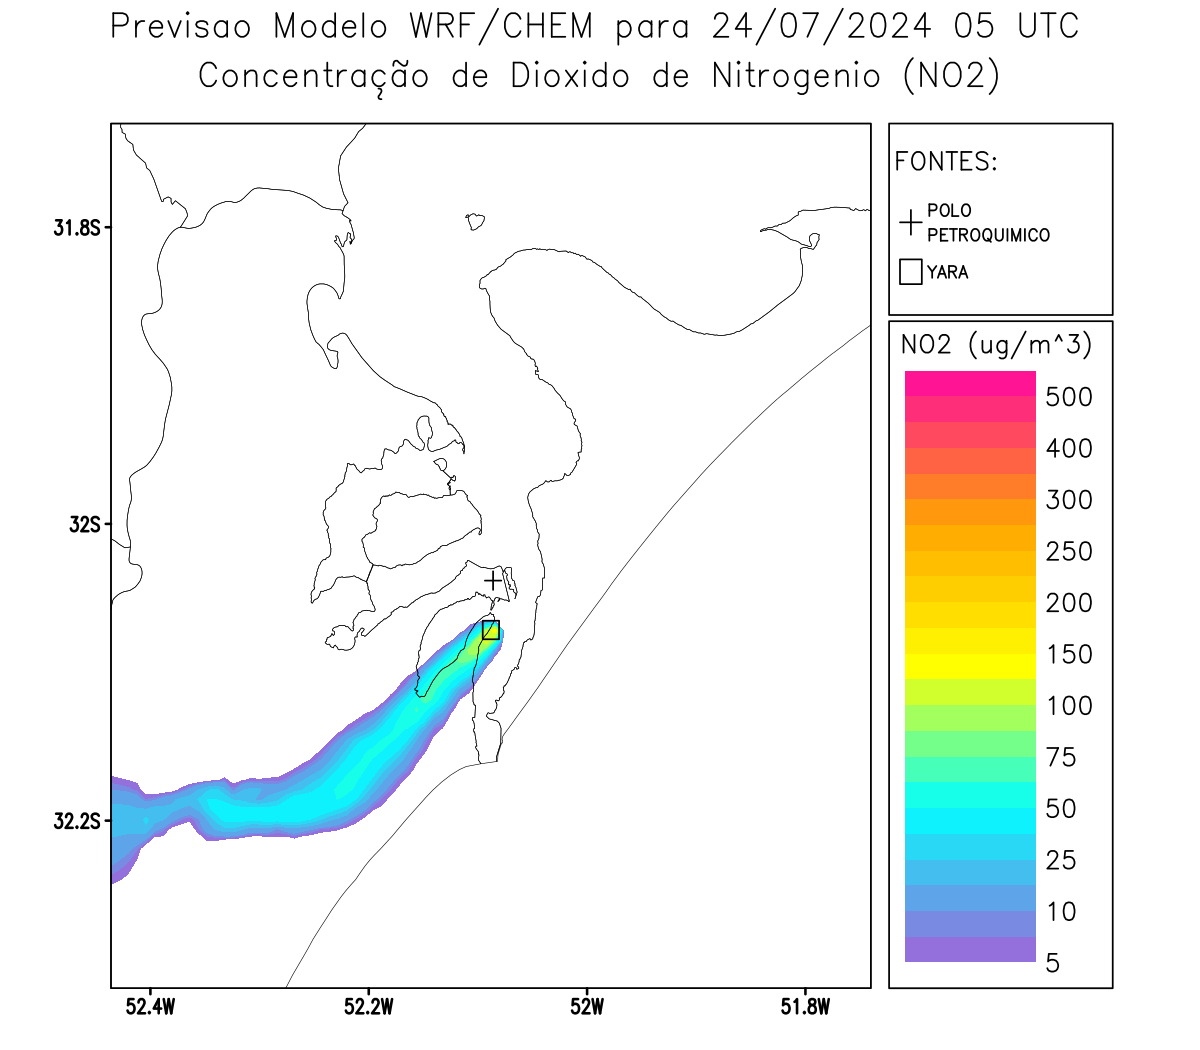 Previsao Modelo WRF/CHEM para 24/07/2024 05 UTC
Concentração de Dioxido de Nitrogenio (NO2)
FONTES:
POLO
PETROQUIMICO
YARA
NO2 (ug/m^3)
500
400
300
250
200
150
100
75
50
25
10
5
31.8S
32S
32.2S
52.4W
52.2W
52W
51.8W